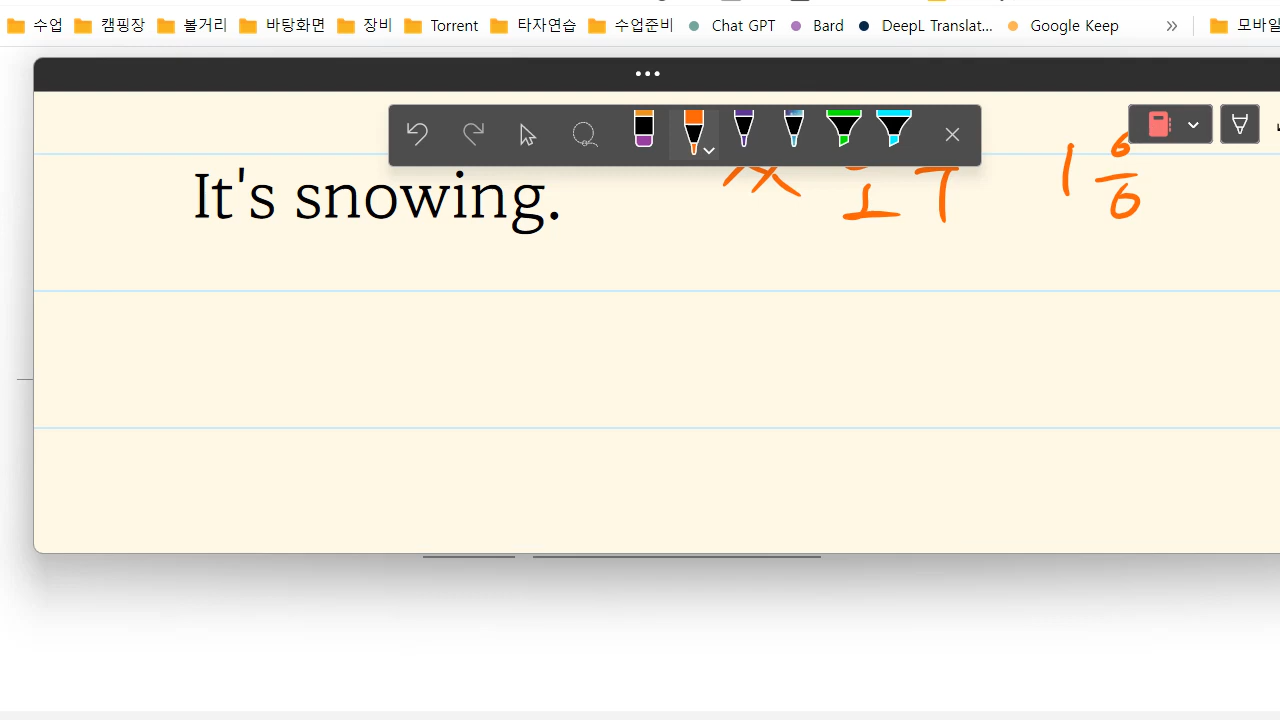 수업 캠핑장 볼거리 바탕화면 장비 Torrent 타자연습 수업준비 Chat GPT Bard DeepL Translat... Google Keep » 모바일
It's snowing.